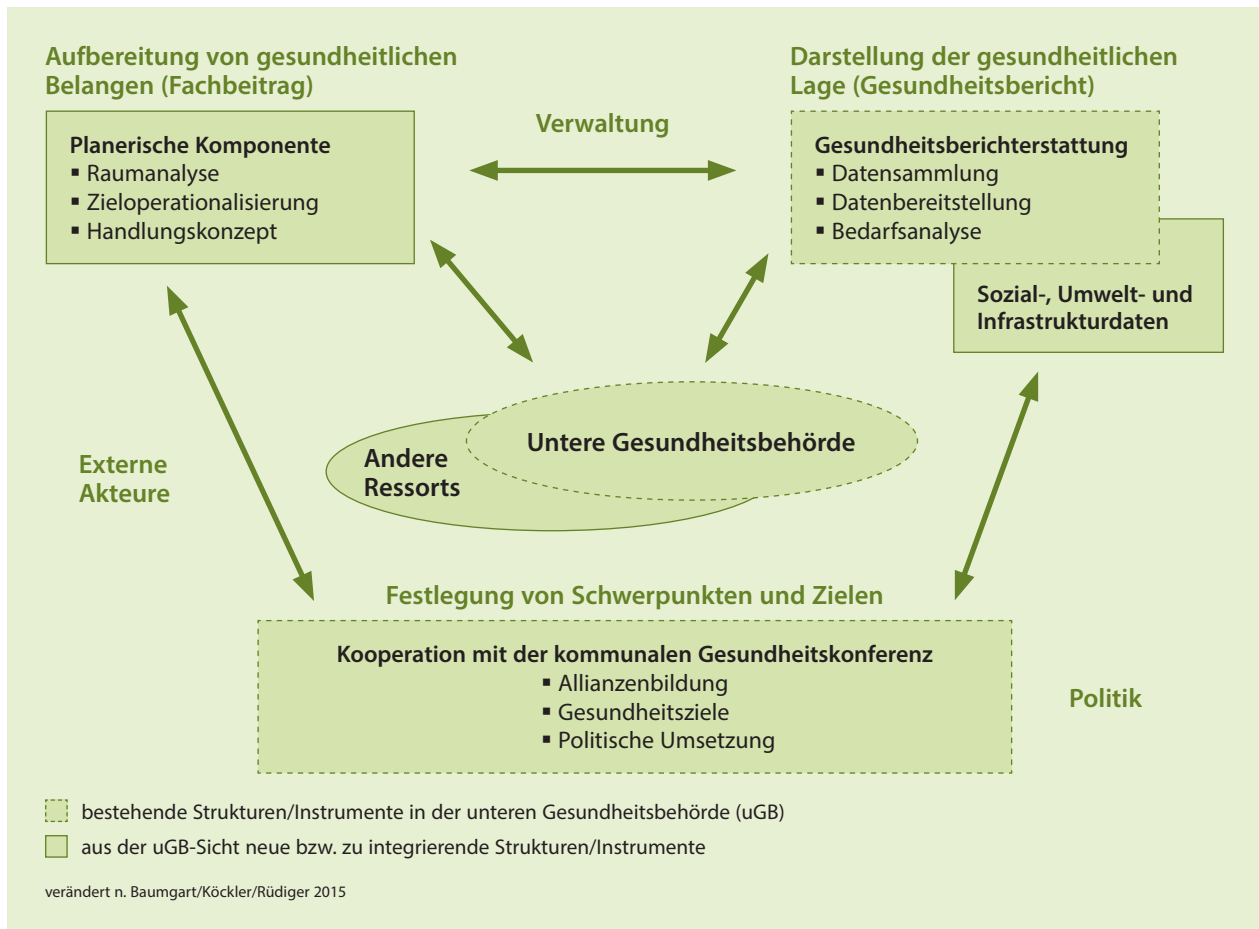 Aufbereitung von gesundheitlichen
Belangen (Fachbeitrag)
Planerische Komponente
▪ Raumanalyse
▪ Zieloperationalisierung
▪ Handlungskonzept
Verwaltung
Darstellung der gesundheitlichen
Lage (Gesundheitsbericht)
Gesundheitsberichterstattung
▪ Datensammlung
▪ Datenbereitstellung
▪ Bedarfsanalyse
Sozial-, Umwelt- und
Infrastrukturdaten
Untere Gesundheitsbehörde
Andere
Ressorts
Externe
Akteure
Festlegung von Schwerpunkten und Zielen
Kooperation mit der kommunalen Gesundheitskonferenz
▪ Allianzenbildung
▪ Gesundheitsziele
▪ Politische Umsetzung
Politik
bestehende Strukturen/Instrumente in der unteren Gesundheitsbehörde (uGB)
aus der uGB-Sicht neue bzw. zu integrierende Strukturen/Instrumente
verändert n. Baumgart/Köckler/Rüdiger 2015